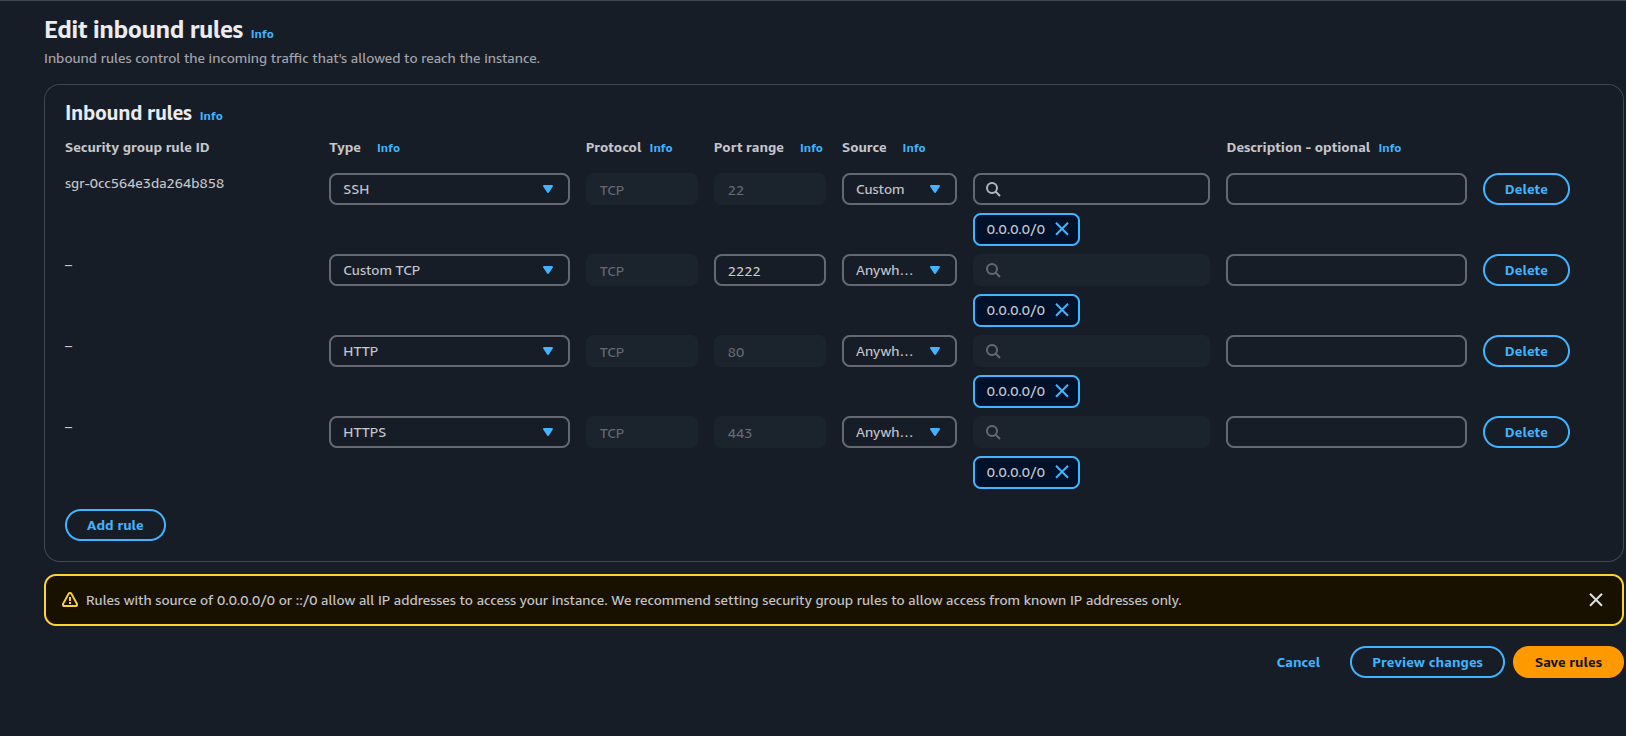 Edit inbound rules Info
Inbound rules control the incoming traffic that's allowed to reach the instance.
Inbound rules Info
Security group rule ID Type Info Protocol Info Port range Info Source Info Description - optional Info
sgr-0cc564e3da264b858 SSH TCP 22 Custom Delete
0.0.0.0/0
– Custom TCP TCP 2222 Anywh... Delete
0.0.0.0/0
– HTTP TCP 80 Anywh... Delete
0.0.0.0/0
– HTTPS TCP 443 Anywh... Delete
0.0.0.0/0
Add rule
Rules with source of 0.0.0.0/0 or ::/0 allow all IP addresses to access your instance. We recommend setting security group rules to allow access from known IP addresses only.
Cancel Preview changes Save rules